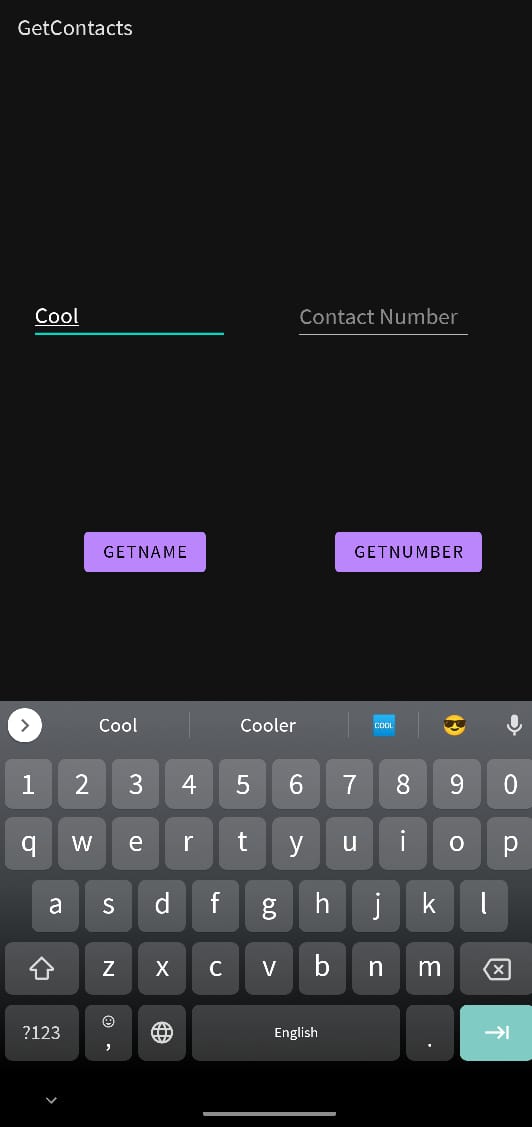 GetContacts
Cool
Contact Number
GETNAME
GETNUMBER
Cool
Cooler
COOL
1 2 3 4 5 6 7 8 9 0
q w e r t y u i o p
a s d f g h j k l
z x c v b n m
?123
,
English
.